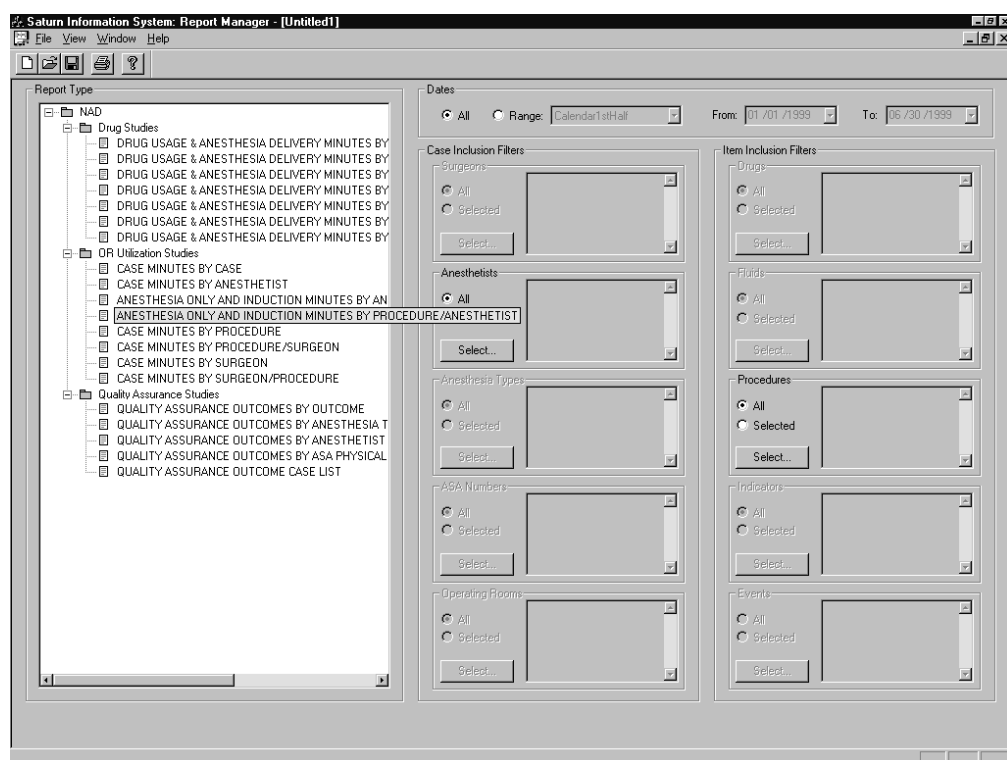 Saturn Information System: Report Manager - [Untitled1]
File View Window Help
Report Type
NAD
Drug Studies
DRUG USAGE & ANESTHESIA DELIVERY MINUTES BY
DRUG USAGE & ANESTHESIA DELIVERY MINUTES BY
DRUG USAGE & ANESTHESIA DELIVERY MINUTES BY
DRUG USAGE & ANESTHESIA DELIVERY MINUTES BY
DRUG USAGE & ANESTHESIA DELIVERY MINUTES BY
DRUG USAGE & ANESTHESIA DELIVERY MINUTES BY
DRUG USAGE & ANESTHESIA DELIVERY MINUTES BY
OR Utilization Studies
CASE MINUTES BY CASE
CASE MINUTES BY ANESTHETIST
ANESTHESIA ONLY AND INDUCTION MINUTES BY AN
ANESTHESIA ONLY AND INDUCTION MINUTES BY PROCEDURE/ANESTHETIST
CASE MINUTES BY PROCEDURE
CASE MINUTES BY PROCEDURE/SURGEON
CASE MINUTES BY SURGEON
CASE MINUTES BY SURGEON/PROCEDURE
Quality Assurance Studies
QUALITY ASSURANCE OUTCOMES BY OUTCOME
QUALITY ASSURANCE OUTCOMES BY ANESTHESIA T
QUALITY ASSURANCE OUTCOMES BY ANESTHETIST
QUALITY ASSURANCE OUTCOMES BY ASA PHYSICAL
QUALITY ASSURANCE OUTCOME CASE LIST
Dates
All Range: Calendar1stHalf From: 01 /01 /1999 To: 06 /30 /1999
Case Inclusion Filters
Surgeons
All
Selected
Select...
Anesthetists
All
Select...
Anesthesia Types
All
Selected
Select...
ASA Numbers
All
Selected
Select...
Operating Rooms
All
Selected
Select...
Item Inclusion Filters
Drugs
All
Selected
Select...
Fluids
All
Selected
Select...
Procedures
All
Selected
Select...
Indicators
All
Selected
Select...
Events
All
Selected
Select...